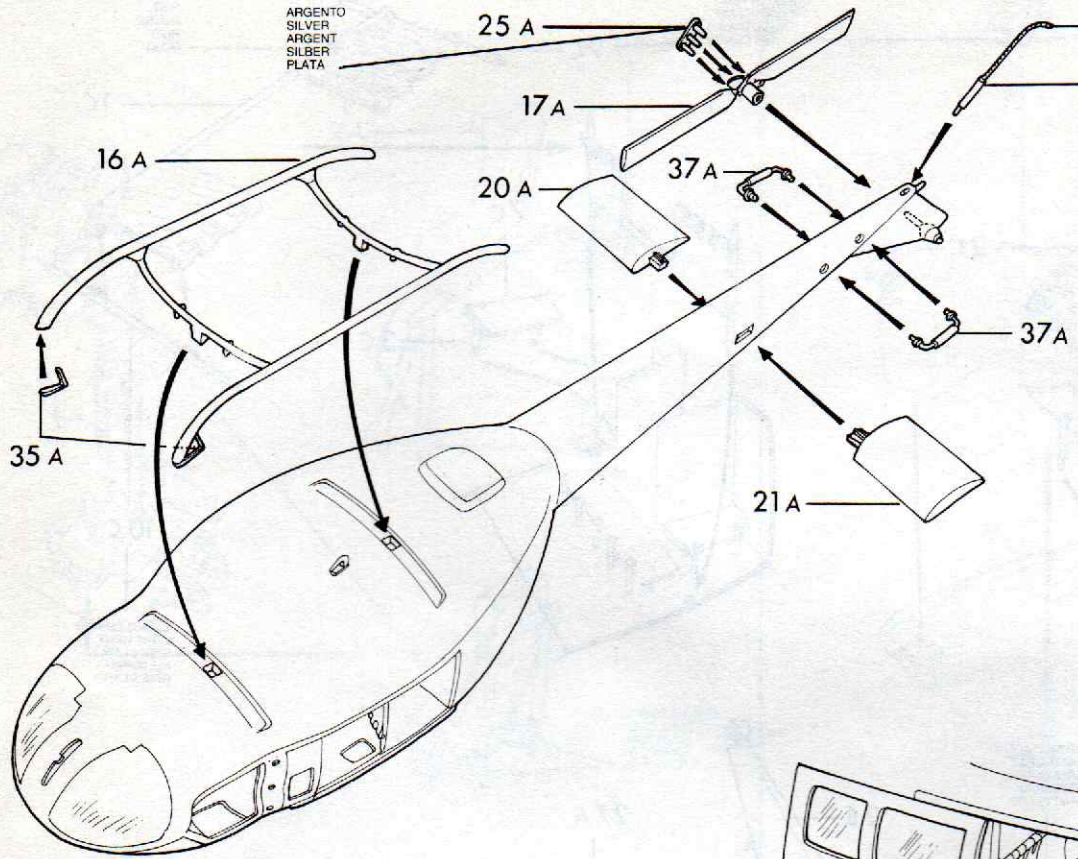 ARGENTO
SILVER
ARGENT
SILBER
PLATA
25 A
17 A
16 A
37 A
20 A
37 A
35 A
21 A